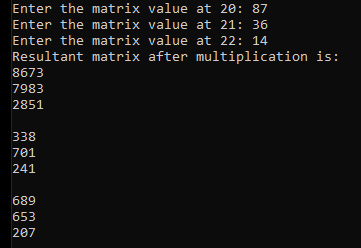 Enter the matrix value at 20: 87
Enter the matrix value at 21: 36
Enter the matrix value at 22: 14
Resultant matrix after multiplication is:
8673
7983
2851

338
701
241

689
653
207